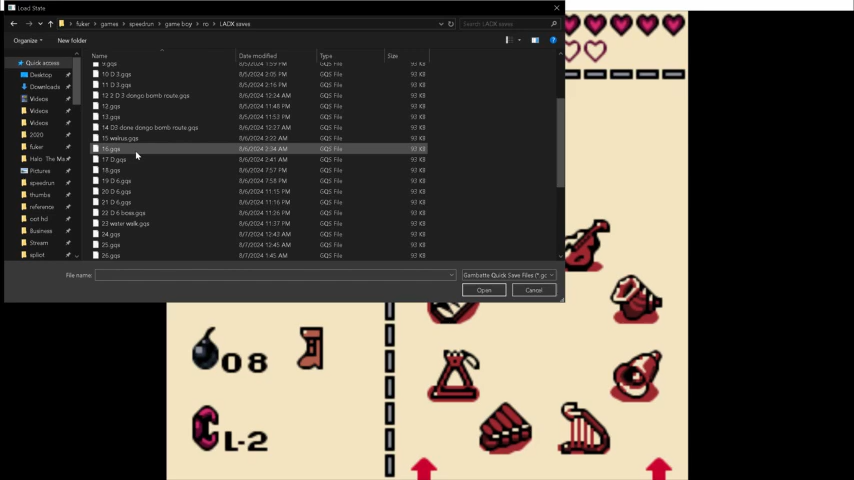 Load State
fuker › games › speedrun › game boy › ro › LADX saves
Search LADX saves
Organize
New folder
Name
Date modified
Type
Size
Quick access
Desktop
Downloads
Videos
Videos
Videos
2020
fuker
Halo The Ma
Pictures
speedrun
thumbs
reference
oot hd
Business
Stream
9.gqs 8/5/2024 1:59 PM GQS File 93 KB
10 D 3.gqs 8/5/2024 2:05 PM GQS File 93 KB
11 D 3.gqs 8/5/2024 2:16 PM GQS File 93 KB
12 2 D 3 dongo bomb route.gqs 8/6/2024 12:24 AM GQS File 93 KB
12.gqs 8/5/2024 11:48 PM GQS File 93 KB
13.gqs 8/5/2024 11:53 PM GQS File 93 KB
14 D3 done dongo bomb route.gqs 8/6/2024 12:27 AM GQS File 93 KB
15 walrus.gqs 8/6/2024 2:22 AM GQS File 93 KB
16.gqs 8/6/2024 2:34 AM GQS File 93 KB
17 D.gqs 8/6/2024 2:41 AM GQS File 93 KB
18.gqs 8/6/2024 7:57 PM GQS File 93 KB
19 D 6.gqs 8/6/2024 7:58 PM GQS File 93 KB
20 D 6.gqs 8/6/2024 11:15 PM GQS File 93 KB
21 D 6.gqs 8/6/2024 11:16 PM GQS File 93 KB
22 D 6 boss.gqs 8/6/2024 11:26 PM GQS File 93 KB
23 water walk.gqs 8/6/2024 11:37 PM GQS File 93 KB
24.gqs 8/7/2024 12:43 AM GQS File 93 KB
25.gqs 8/7/2024 12:45 AM GQS File 93 KB
26.gqs 8/7/2024 1:45 AM GQS File 93 KB
File name:
Gambatte Quick Save Files (*.gq
Open
Cancel
08
L-2